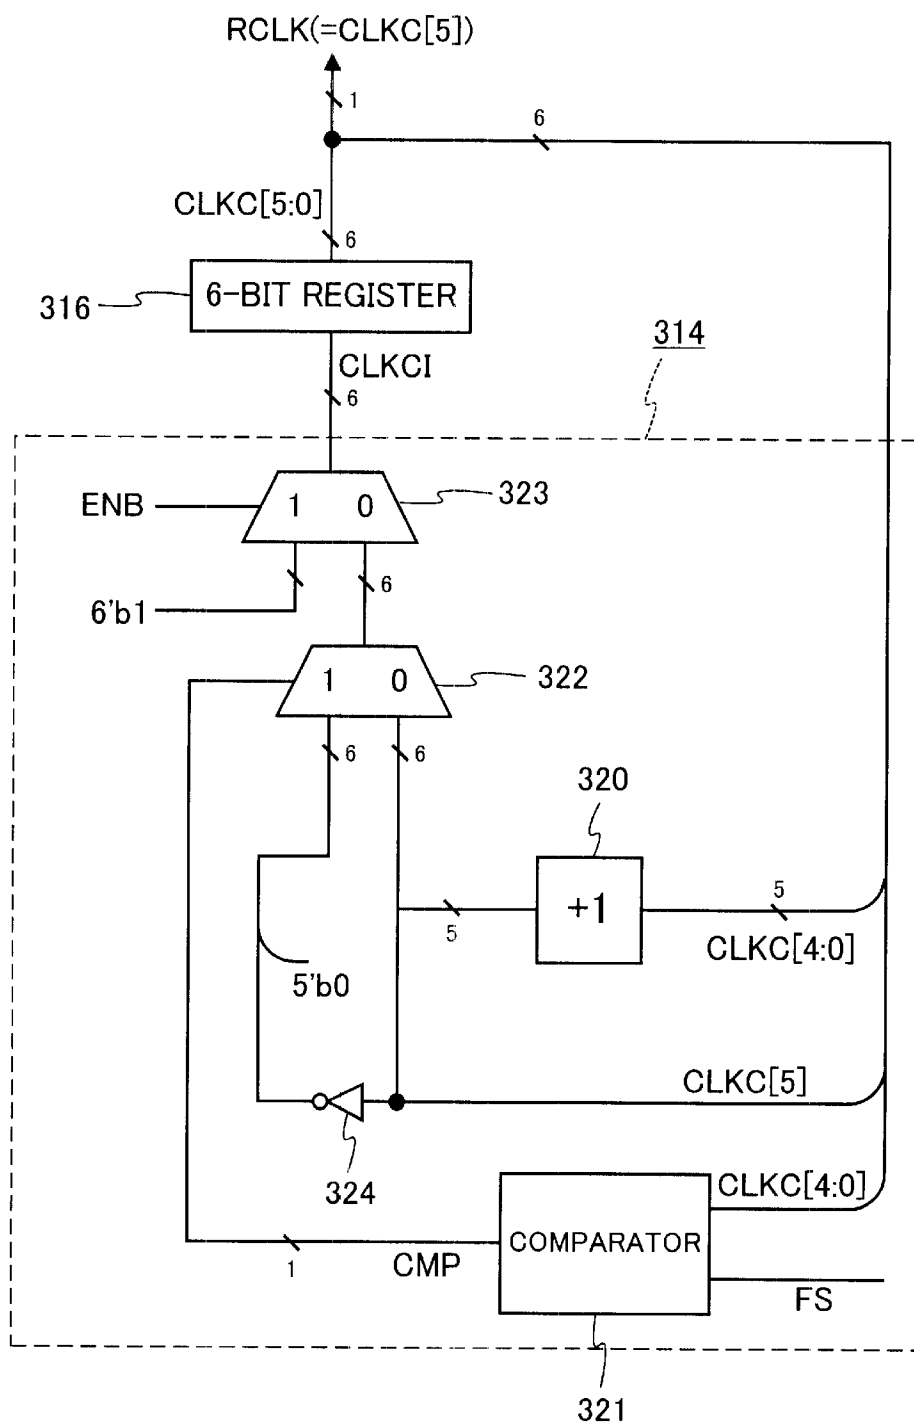 RCLK(=CLKC[5])
1
6
CLKC[5:0]
6
316
6-BIT REGISTER
314
CLKCI
6
ENB
1 0
323
6'b1
6
1 0
322
6
6
320
+1
5
5
CLKC[4:0]
5'b0
CLKC[5]
324
CLKC[4:0]
COMPARATOR
1
CMP
FS
321